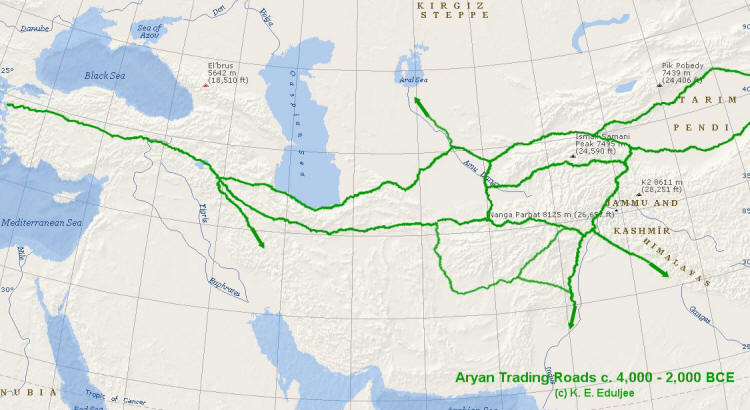 KIRGIZ
STEPPE
Don
Volga
Danube
Sea of
Azov
El'brus
5642 m
(18,510 ft)
Black Sea
25°
Caspian Sea
Aral Sea
Pik Pobedy
7439 m
(24,406 ft)
40°
TARIM
PENDI
Ismail Samani
Peak 7495 m
(24,590 ft)
Amu Darya
K2 8611 m
(28,251 ft)
35°
JAMMU AND
KASHMIR
Nanga Parbat 8125 m (26,657 ft)
HIMALAYAS
Mediterranean Sea
Tigris
Nile
Euphrates
30°
30°
Ganges
Indus
25
NUBIA
Tropic of Cancer
Red Sea
Arabian Sea
Aryan Trading Roads c. 4,000 - 2,000 BCE
(c) K. E. Eduljee